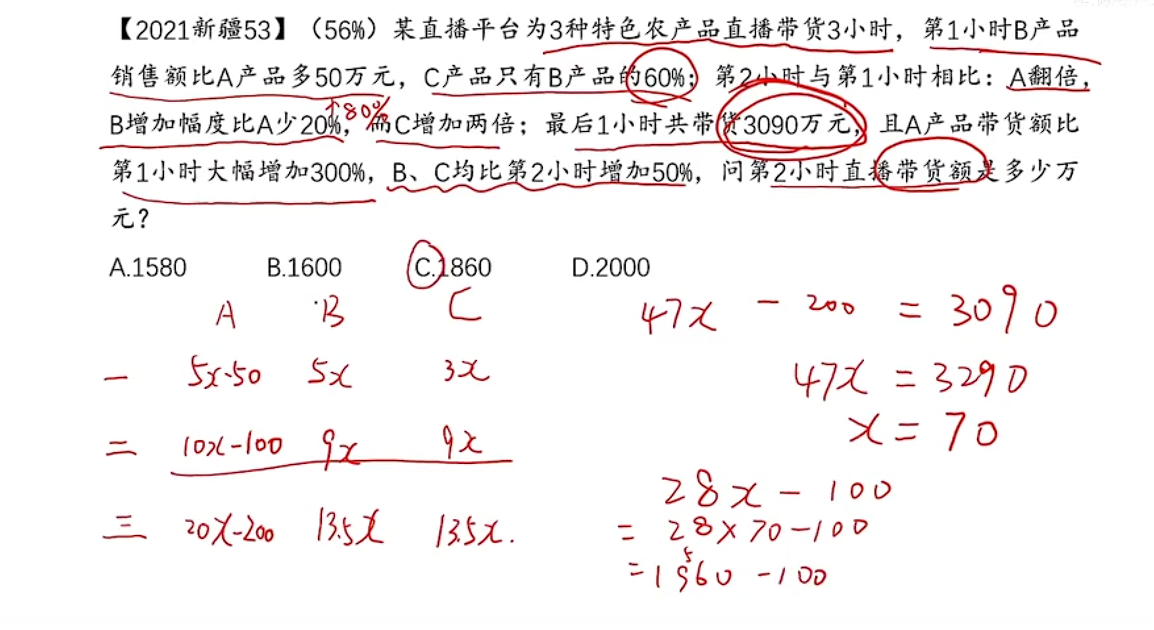 【2021新疆53】（56%）某直播平台为3种特色农产品直播带货3小时，第1小时B产品
销售额比A产品多50万元，C产品只有B产品的60%；第2小时与第1小时相比：A翻倍，
↑80%
B增加幅度比A少20%，而C增加两倍；最后1小时共带货3090万元，且A产品带货额比
第1小时大幅增加300%，B、C均比第2小时增加50%，问第2小时直播带货额是多少万
元？
A.1580 B.1600 C.1860 D.2000
A B C
一 5x-50 5x 3x
二 10x-100 9x 9x
三 20x-200 13.5x 13.5x.
47x - 200 = 3090
47x = 3290
x = 70
28x - 100
= 28×70-100
= 1960 - 100